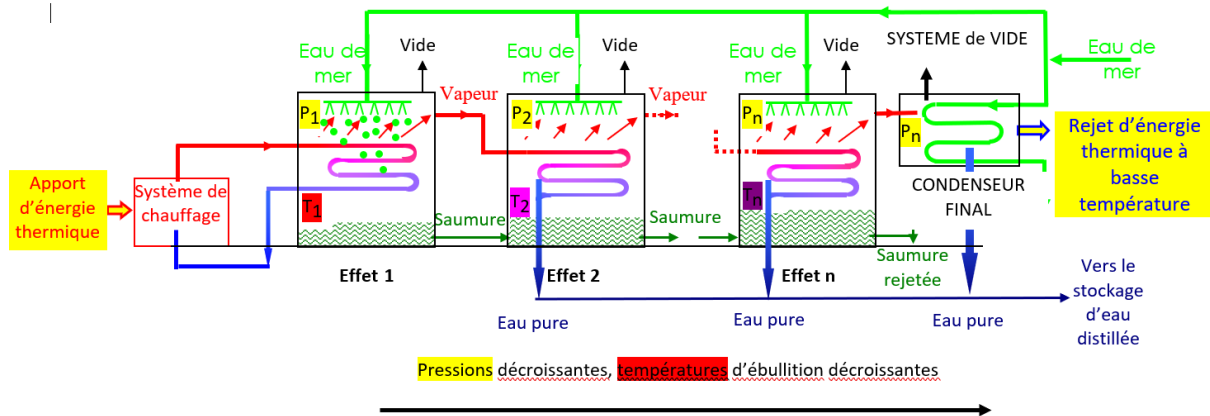 Eau de
mer
Vide
Eau de
mer
Vide
Eau de
mer
SYSTEME de VIDE
Eau de
mer
Vapeur
Vapeur
P1
P2
Pn
Pn
Rejet d'énergie
thermique à
basse
température
Apport
d'énergie
thermique
Système de
chauffage
T1
T2
Tn
CONDENSEUR
FINAL
Saumure
Saumure
Saumure
rejetée
Effet 1
Effet 2
Effet n
Eau pure
Eau pure
Eau pure
Vers le
stockage
d'eau
distillée
Pressions décroissantes, températures d'ébullition décroissantes